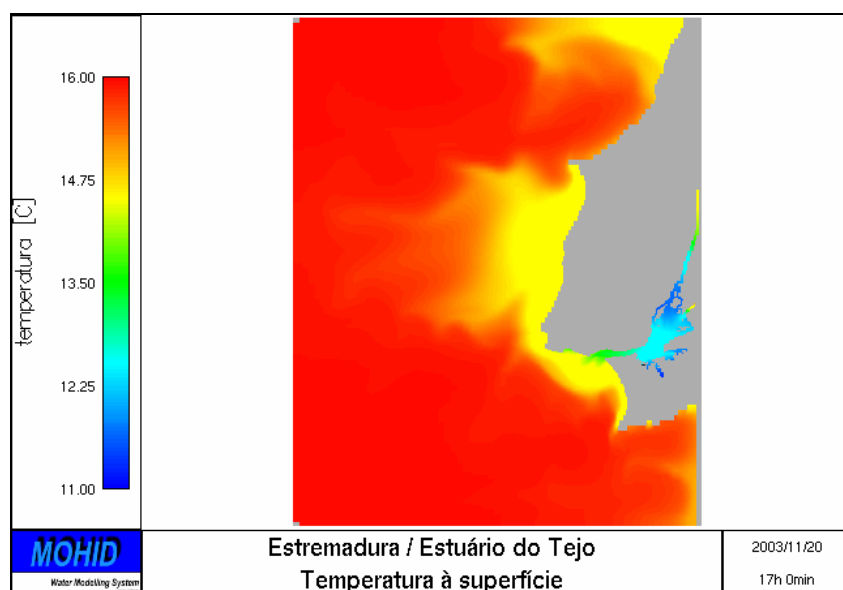 temperatura [C]
16.00
14.75
13.50
12.25
11.00
MOHID
Water Modelling System
Estremadura / Estuário do Tejo
Temperatura à superfície
2003/11/20
17h 0min